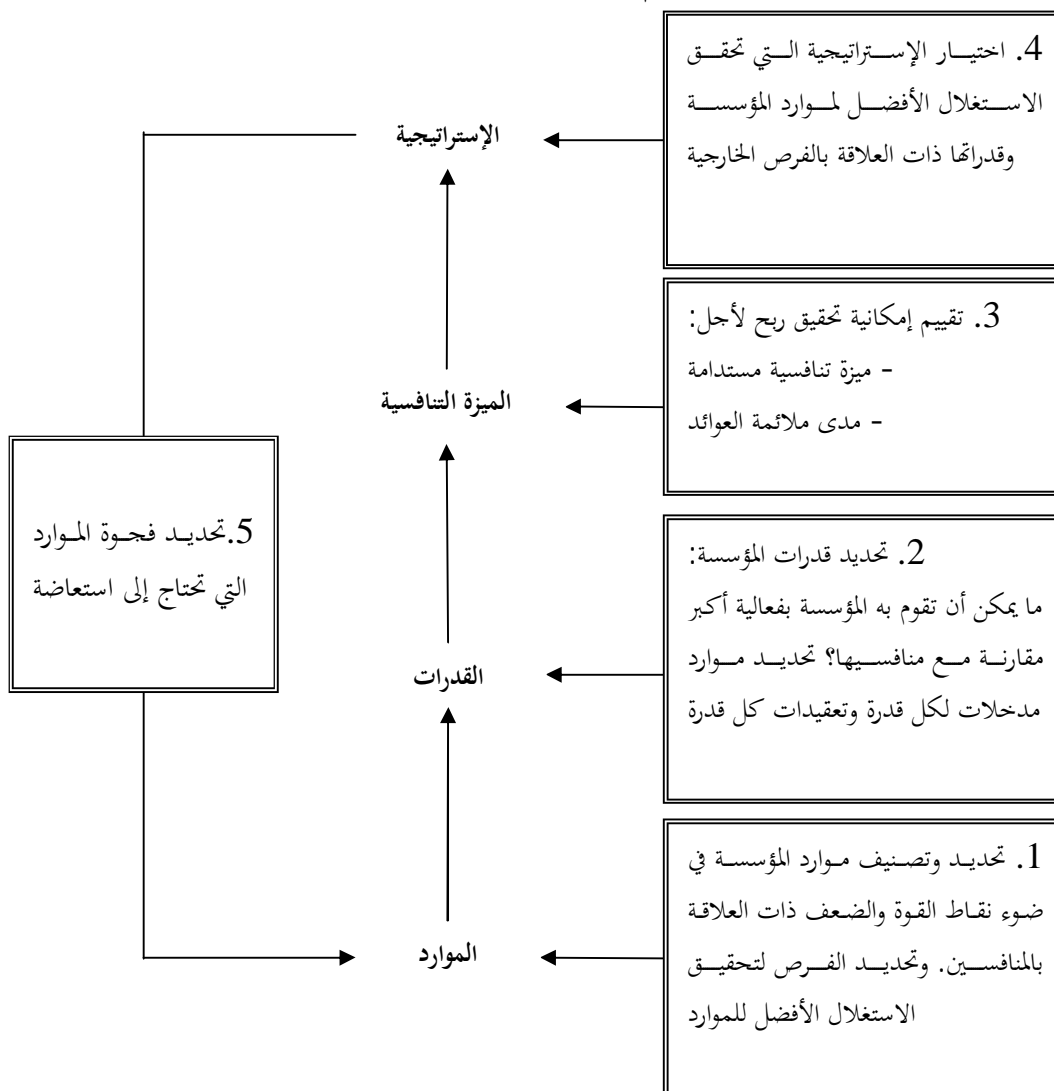 4. اختيار الإستراتيجية التي تحقق
الاستغلال الأفضل لموارد المؤسسة
وقدراتها ذات العلاقة بالفرص الخارجية
الإستراتيجية
3. تقييم إمكانية تحقيق ربح لأجل:
- ميزة تنافسية مستدامة
- مدى ملائمة العوائد
الميزة التنافسية
5.تحديد فجوة الموارد
التي تحتاج إلى استعاضة
2. تحديد قدرات المؤسسة:
ما يمكن أن تقوم به المؤسسة بفعالية أكبر
مقارنة مع منافسيها؟ تحديد موارد
مدخلات لكل قدرة وتعقيدات كل قدرة
القدرات
1. تحديد وتصنيف موارد المؤسسة في
ضوء نقاط القوة والضعف ذات العلاقة
بالمنافسين. وتحديد الفرص لتحقيق
الاستغلال الأفضل للموارد
الموارد